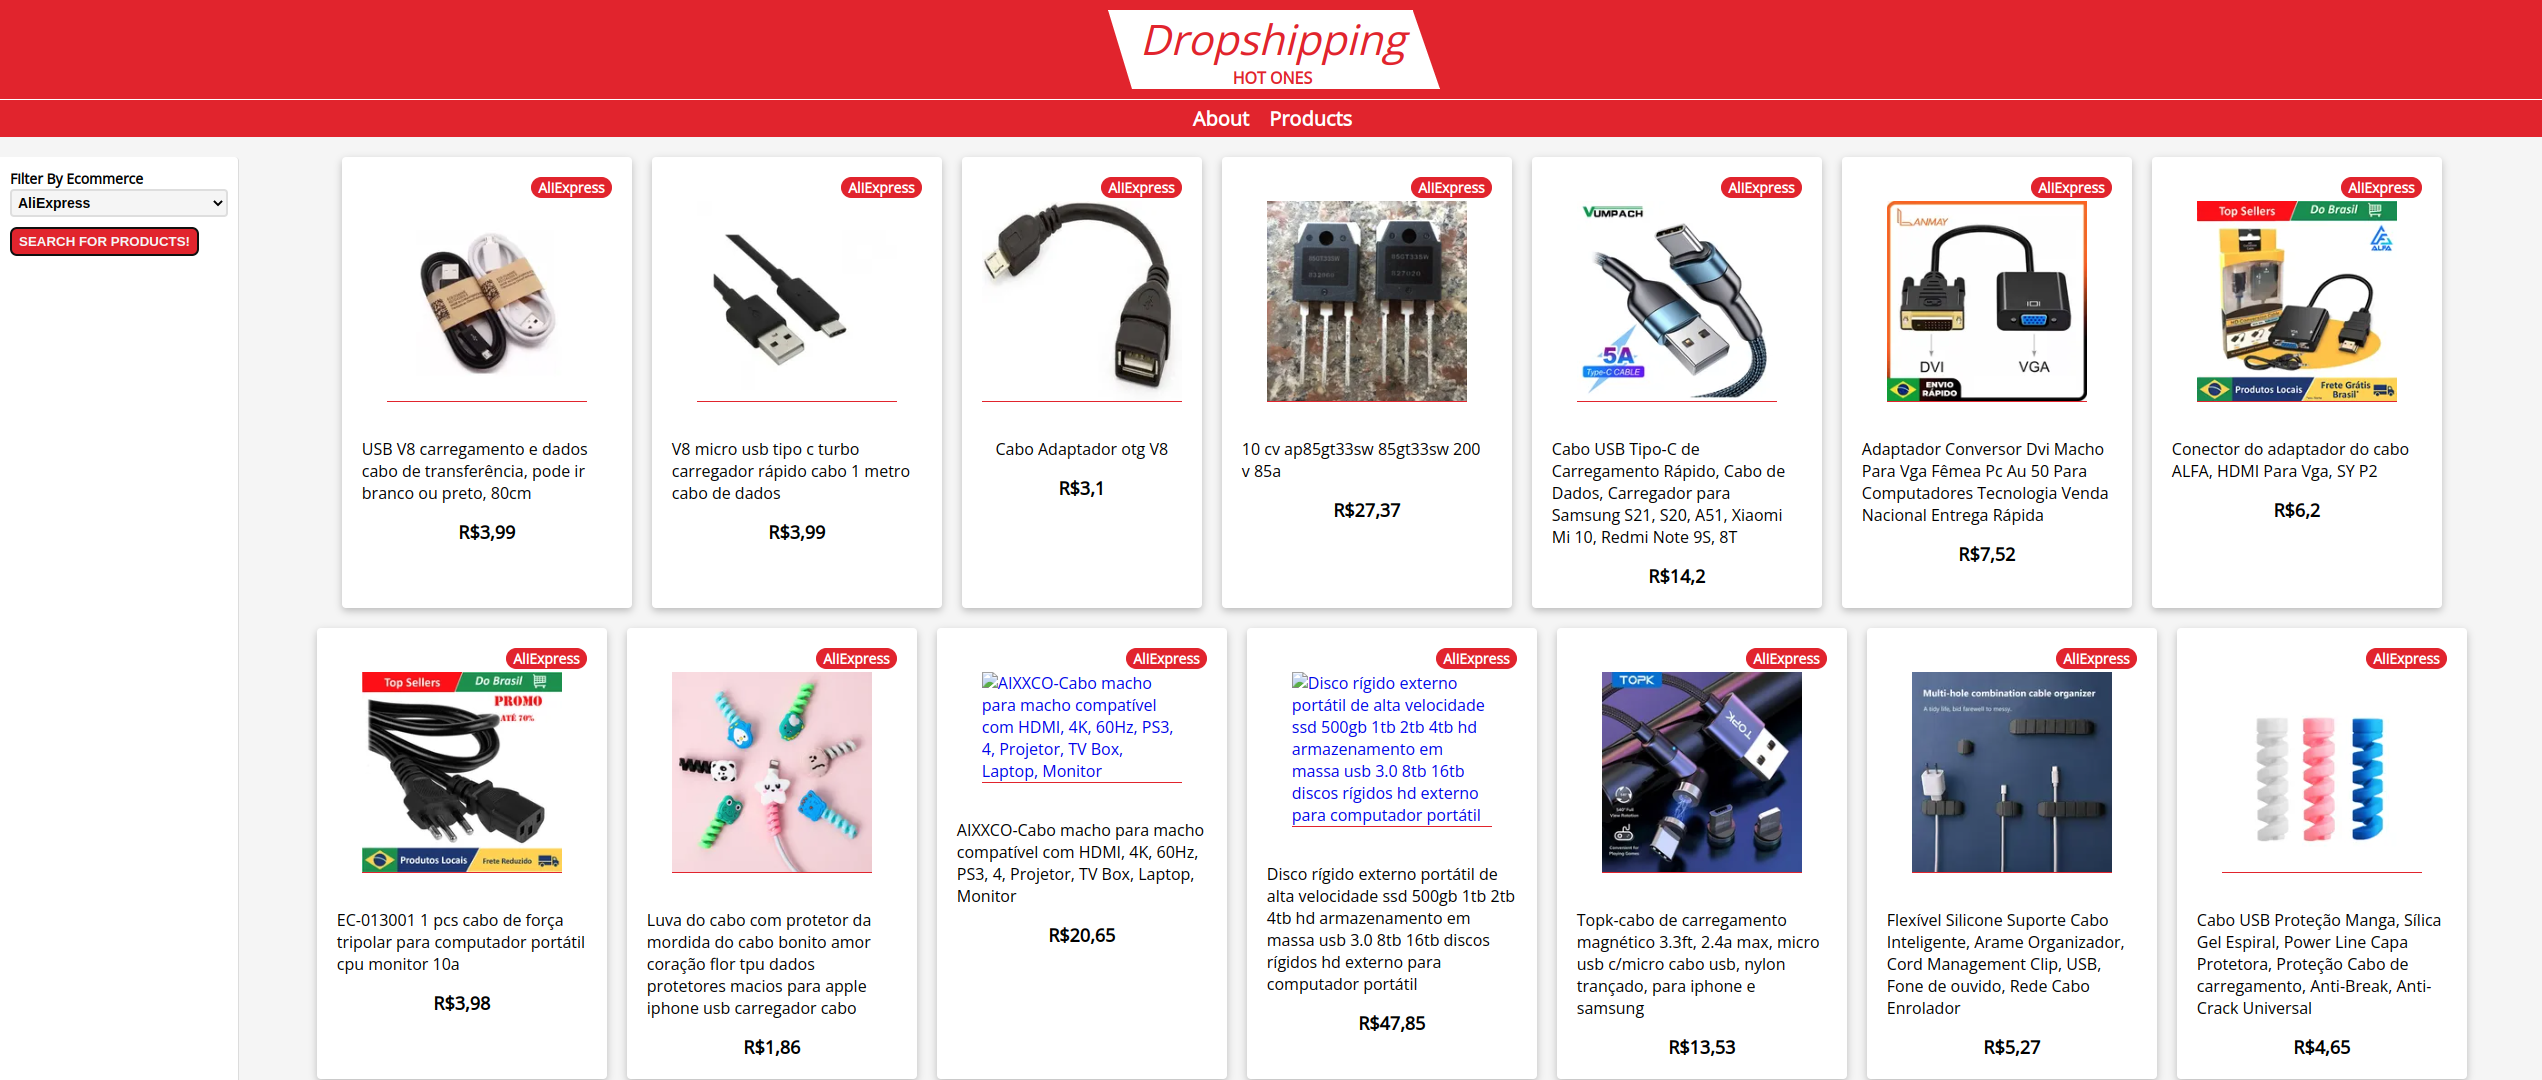 Dropshipping
HOT ONES
About Products
Filter By Ecommerce
AliExpress
SEARCH FOR PRODUCTS!
AliExpress
USB V8 carregamento e dados
cabo de transferência, pode ir
branco ou preto, 80cm
R$3,99
AliExpress
V8 micro usb tipo c turbo
carregador rápido cabo 1 metro
cabo de dados
R$3,99
AliExpress
Cabo Adaptador otg V8
R$3,1
AliExpress
85GT33SW
85GT33SW
10 cv ap85gt33sw 85gt33sw 200
v 85a
R$27,37
AliExpress
VUMPACH
5A
Type-C CABLE
Cabo USB Tipo-C de
Carregamento Rápido, Cabo de
Dados, Carregador para
Samsung S21, S20, A51, Xiaomi
Mi 10, Redmi Note 9S, 8T
R$14,2
AliExpress
LANMAY
DVI VGA
ENVIO
RÁPIDO
Adaptador Conversor Dvi Macho
Para Vga Fêmea Pc Au 50 Para
Computadores Tecnologia Venda
Nacional Entrega Rápida
R$7,52
AliExpress
Top Sellers Do Brasil
ALFA
Produtos Locais Frete Grátis
Brasil*
Conector do adaptador do cabo
ALFA, HDMI Para Vga, SY P2
R$6,2
AliExpress
Top Sellers Do Brasil
PROMO
ATÉ 70%
Produtos Locais Frete Reduzido
EC-013001 1 pcs cabo de força
tripolar para computador portátil
cpu monitor 10a
R$3,98
AliExpress
Luva do cabo com protetor da
mordida do cabo bonito amor
coração flor tpu dados
protetores macios para apple
iphone usb carregador cabo
R$1,86
AliExpress
AIXXCO-Cabo macho
para macho compatível
com HDMI, 4K, 60Hz, PS3,
4, Projetor, TV Box,
Laptop, Monitor
AIXXCO-Cabo macho para macho
compatível com HDMI, 4K, 60Hz,
PS3, 4, Projetor, TV Box, Laptop,
Monitor
R$20,65
AliExpress
Disco rígido externo
portátil de alta velocidade
ssd 500gb 1tb 2tb 4tb hd
armazenamento em
massa usb 3.0 8tb 16tb
discos rígidos hd externo
para computador portátil
Disco rígido externo portátil de
alta velocidade ssd 500gb 1tb 2tb
4tb hd armazenamento em
massa usb 3.0 8tb 16tb discos
rígidos hd externo para
computador portátil
R$47,85
AliExpress
TOPK
TOPK
540° Full
View Rotation
Convenient for
Playing Games
Topk-cabo de carregamento
magnético 3.3ft, 2.4a max, micro
usb c/micro cabo usb, nylon
trançado, para iphone e
samsung
R$13,53
AliExpress
Multi-hole combination cable organizer
A tidy life, bid farewell to messy.
Flexível Silicone Suporte Cabo
Inteligente, Arame Organizador,
Cord Management Clip, USB,
Fone de ouvido, Rede Cabo
Enrolador
R$5,27
AliExpress
Cabo USB Proteção Manga, Sílica
Gel Espiral, Power Line Capa
Protetora, Proteção Cabo de
carregamento, Anti-Break, Anti-
Crack Universal
R$4,65